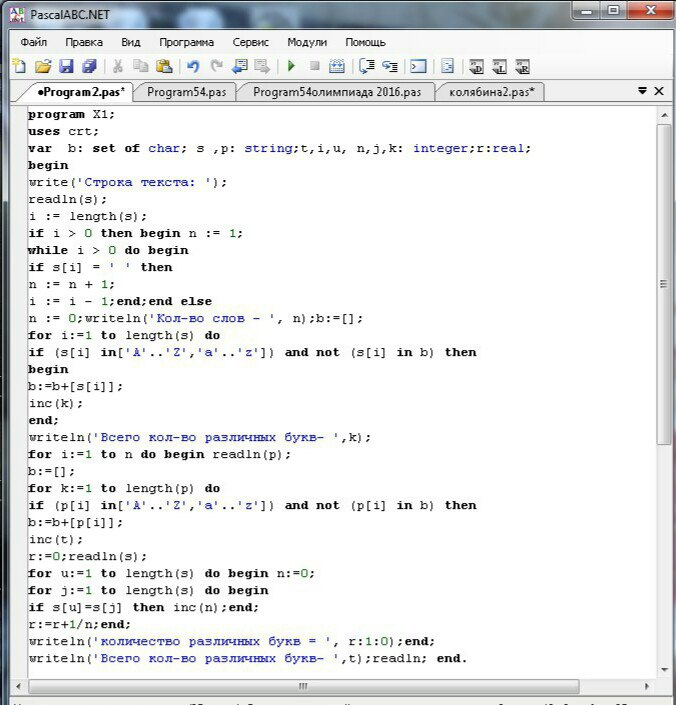 PascalABC.NET
Файл Правка Вид Программа Сервис Модули Помощь
•Program2.pas* Program54.pas Program54олимпиада 2016.pas колябина2.pas*
program X1;
uses crt;
var  b: set of char; s ,p: string;t,i,u, n,j,k: integer;r:real;
begin
write('Строка текста: ');
readln(s);
i := length(s);
if i > 0 then begin n := 1;
while i > 0 do begin
if s[i] = ' ' then
n := n + 1;
i := i - 1;end;end else
n := 0;writeln('Кол-во слов - ', n);b:=[];
for i:=1 to length(s) do
if (s[i] in['A'..'Z','a'..'z']) and not (s[i] in b) then
begin
b:=b+[s[i]];
inc(k);
end;
writeln('Всего кол-во различных букв- ',k);
for i:=1 to n do begin readln(p);
b:=[];
for k:=1 to length(p) do
if (p[i] in['A'..'Z','a'..'z']) and not (p[i] in b) then
b:=b+[p[i]];
inc(t);
r:=0;readln(s);
for u:=1 to length(s) do begin n:=0;
for j:=1 to length(s) do begin
if s[u]=s[j] then inc(n);end;
r:=r+1/n;end;
writeln('количество различных букв = ', r:1:0);end;
writeln('Всего кол-во различных букв- ',t);readln; end.